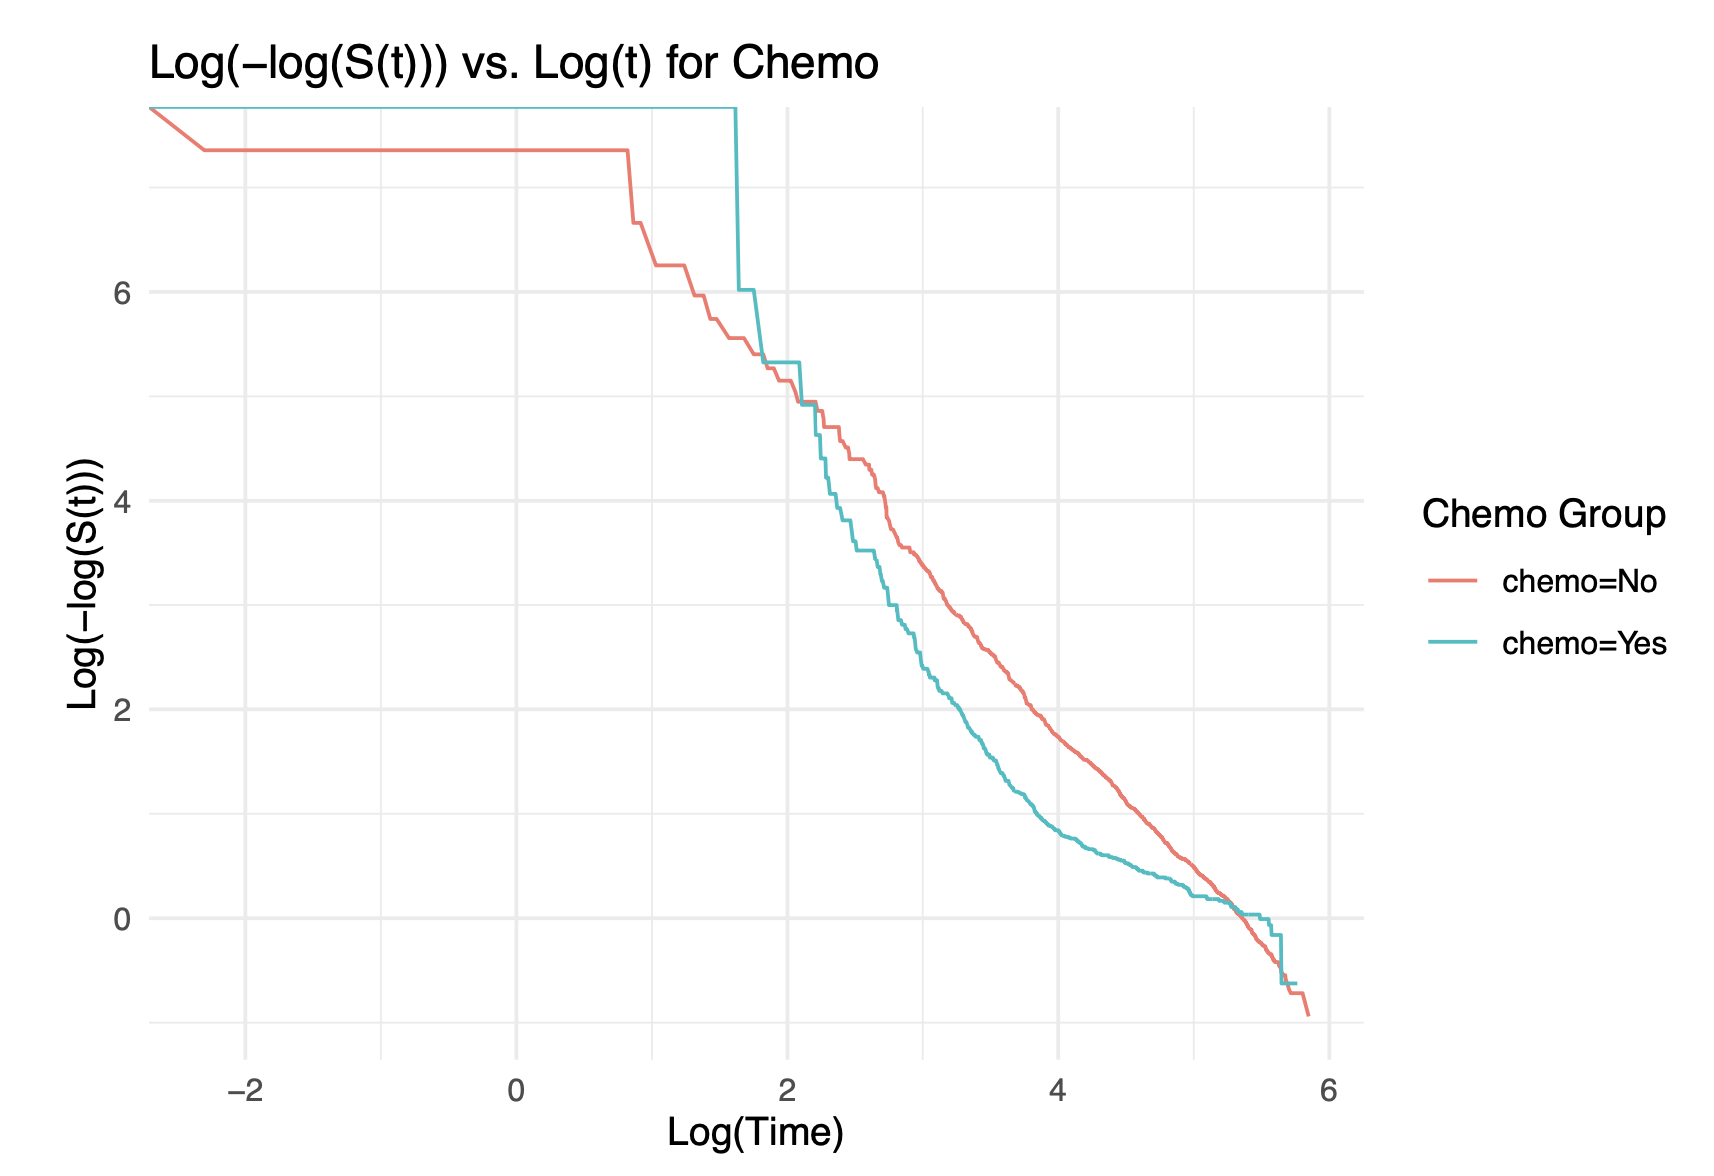 Log(−log(S(t))) vs. Log(t) for Chemo
Log(−log(S(t)))
6
4
2
0
−2
0
2
4
6
Log(Time)
Chemo Group
chemo=No
chemo=Yes